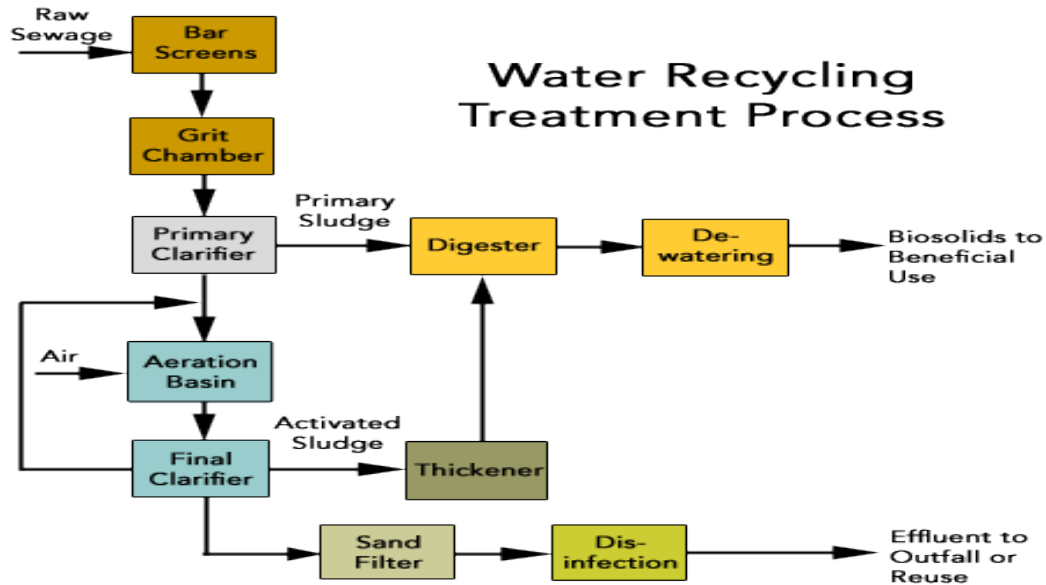 Raw
Sewage
Bar
Screens
Water Recycling
Treatment Process
Grit
Chamber
Primary
Clarifier
Primary
Sludge
Digester
De-
watering
Biosolids to
Beneficial
Use
Air
Aeration
Basin
Final
Clarifier
Activated
Sludge
Thickener
Sand
Filter
Dis-
infection
Effluent to
Outfall or
Reuse